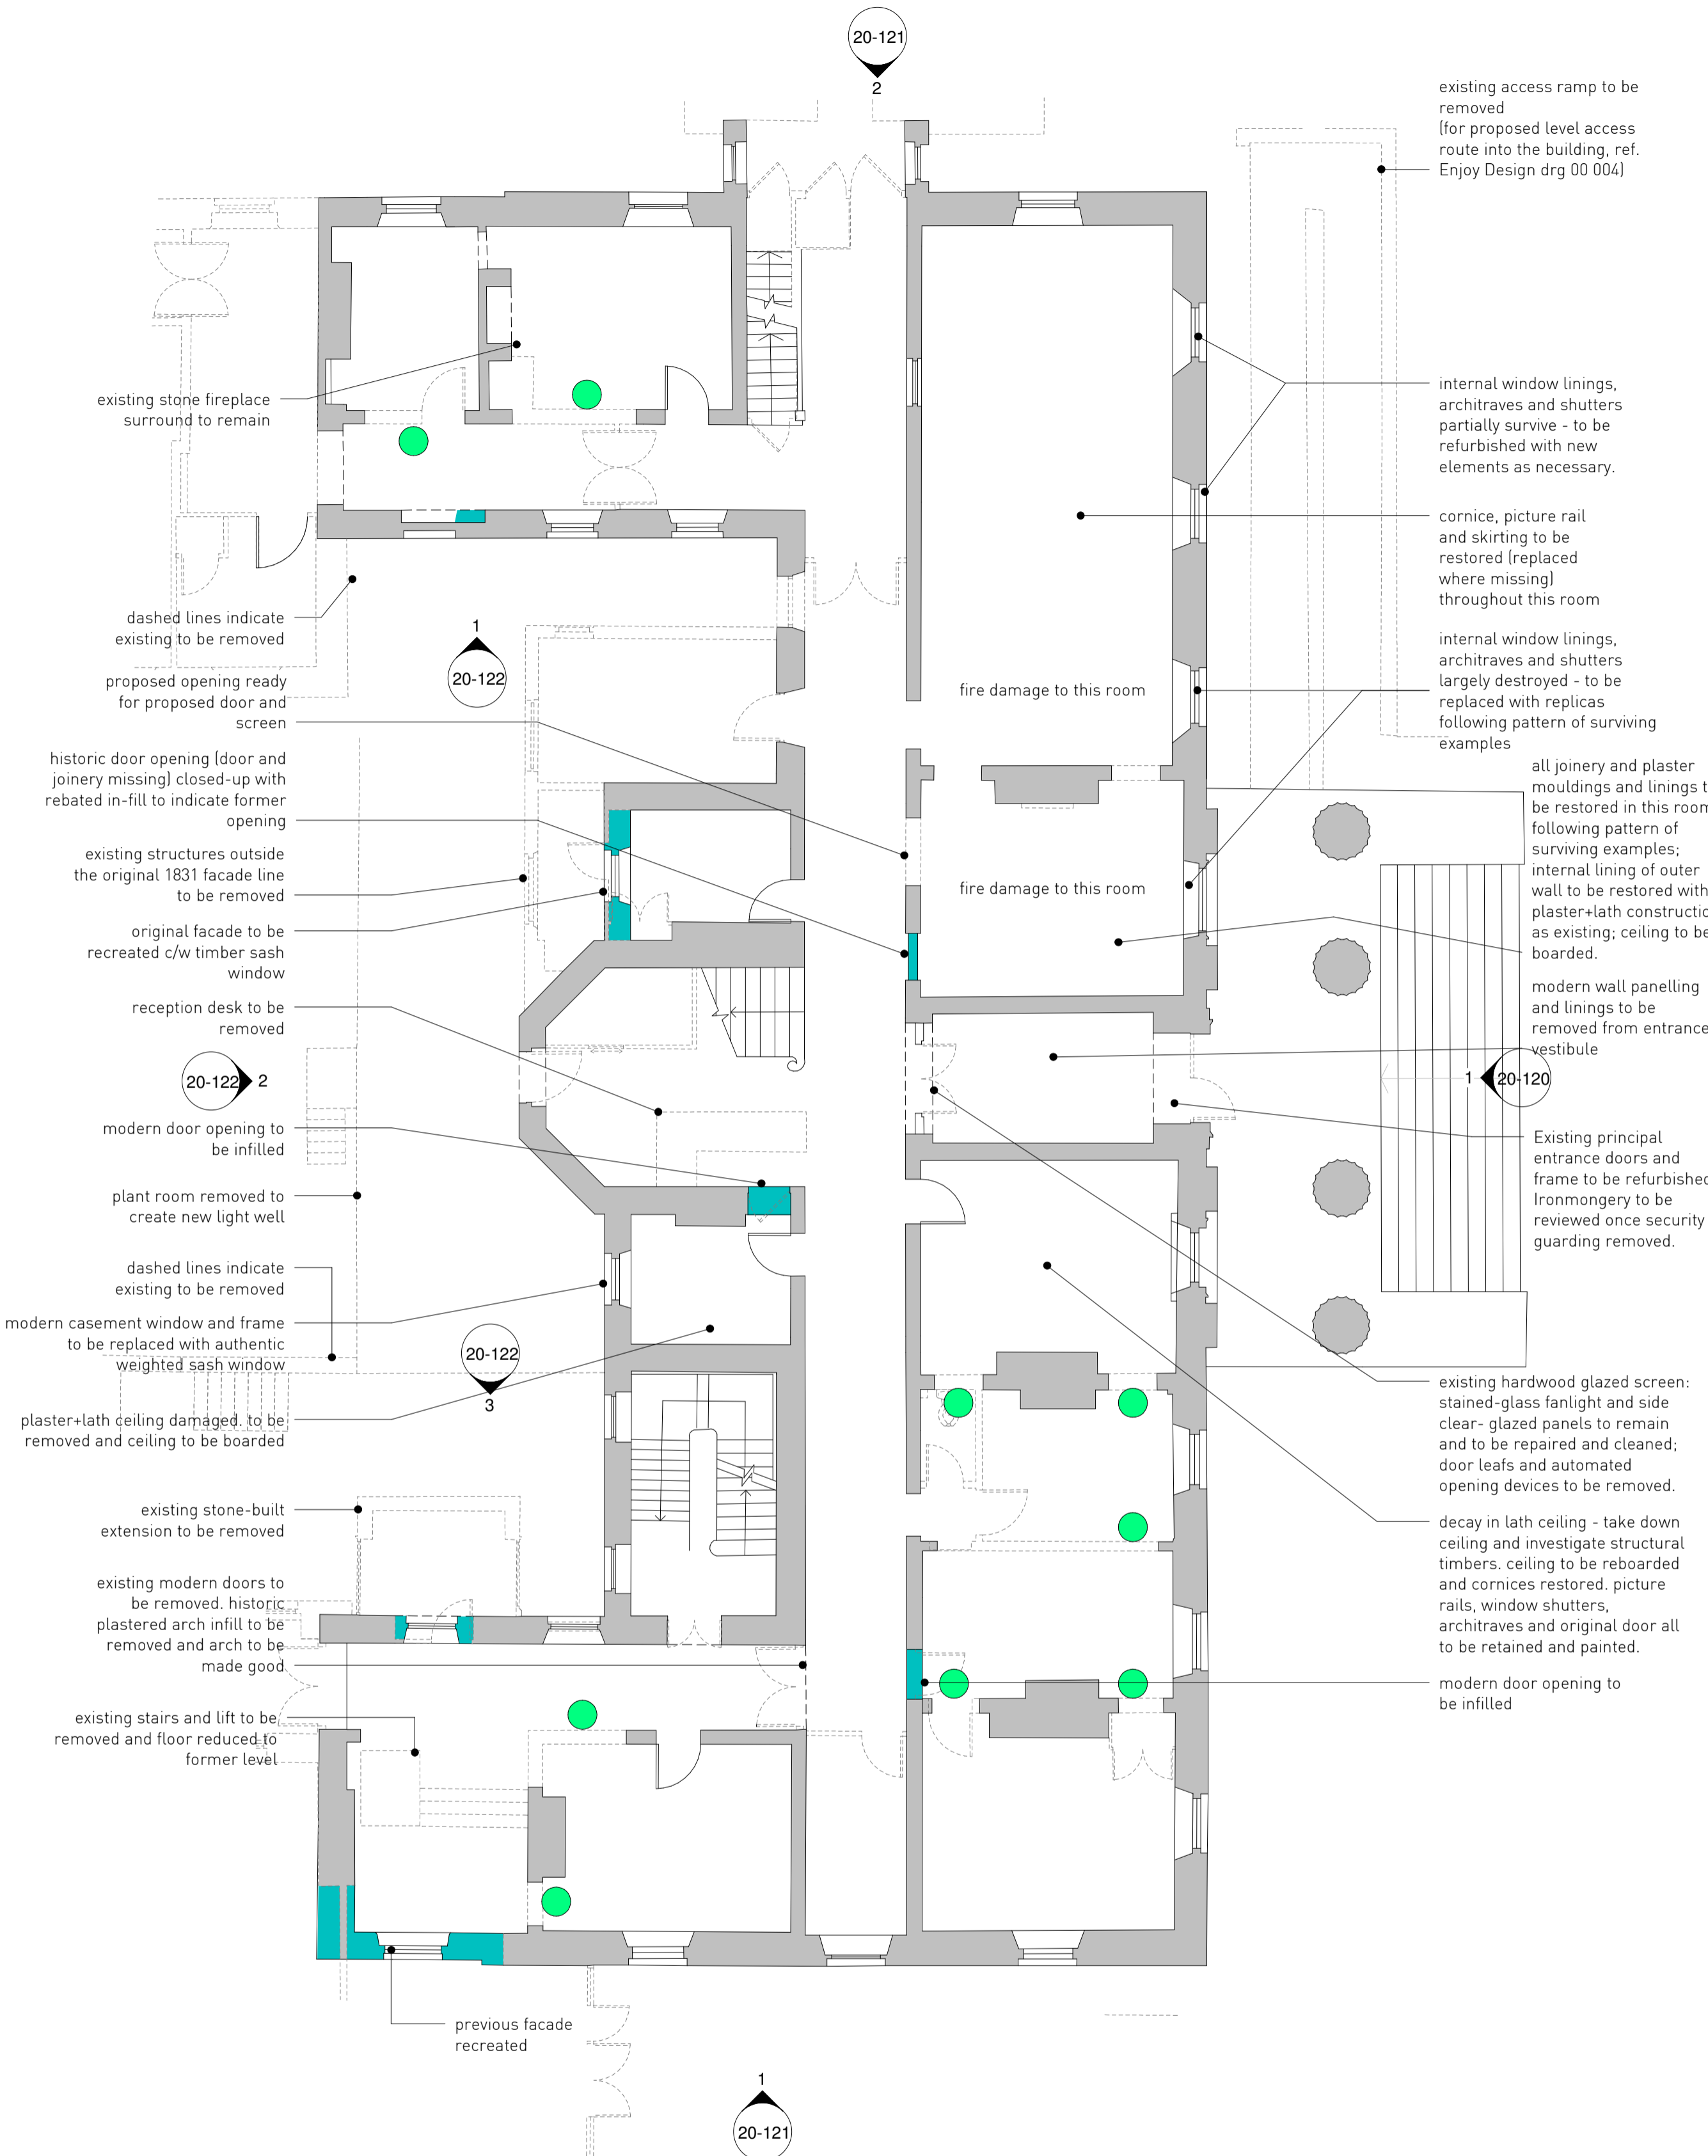 20-121
2
existing access ramp to be
removed
(for proposed level access
route into the building, ref.
Enjoy Design drg 00 004)
existing stone fireplace
surround to remain
internal window linings,
architraves and shutters
partially survive - to be
refurbished with new
elements as necessary.
cornice, picture rail
and skirting to be
restored (replaced
where missing)
throughout this room
dashed lines indicate
existing to be removed
1
20-122
internal window linings,
architraves and shutters
largely destroyed - to be
replaced with replicas
following pattern of surviving
examples
proposed opening ready
for proposed door and
screen
fire damage to this room
historic door opening (door and
joinery missing) closed-up with
rebated in-fill to indicate former
opening
all joinery and plaster
mouldings and linings t
be restored in this room
following pattern of
surviving examples;
internal lining of outer
wall to be restored with
plaster+lath constructio
as existing; ceiling to be
boarded.
existing structures outside
the original 1831 facade line
to be removed
fire damage to this room
original facade to be
recreated c/w timber sash
window
modern wall panelling
and linings to be
removed from entrance
vestibule
reception desk to be
removed
20-122
2
1
20-120
modern door opening to
be infilled
Existing principal
entrance doors and
frame to be refurbished
Ironmongery to be
reviewed once security
guarding removed.
plant room removed to
create new light well
dashed lines indicate
existing to be removed
modern casement window and frame
to be replaced with authentic
weighted sash window
20-122
3
plaster+lath ceiling damaged. to be
removed and ceiling to be boarded
existing hardwood glazed screen:
stained-glass fanlight and side
clear- glazed panels to remain
and to be repaired and cleaned;
door leafs and automated
opening devices to be removed.
existing stone-built
extension to be removed
decay in lath ceiling - take down
ceiling and investigate structural
timbers. ceiling to be reboarded
and cornices restored. picture
rails, window shutters,
architraves and original door all
to be retained and painted.
existing modern doors to
be removed. historic
plastered arch infill to be
removed and arch to be
made good
modern door opening to
be infilled
existing stairs and lift to be
removed and floor reduced to
former level
previous facade
recreated
1
20-121